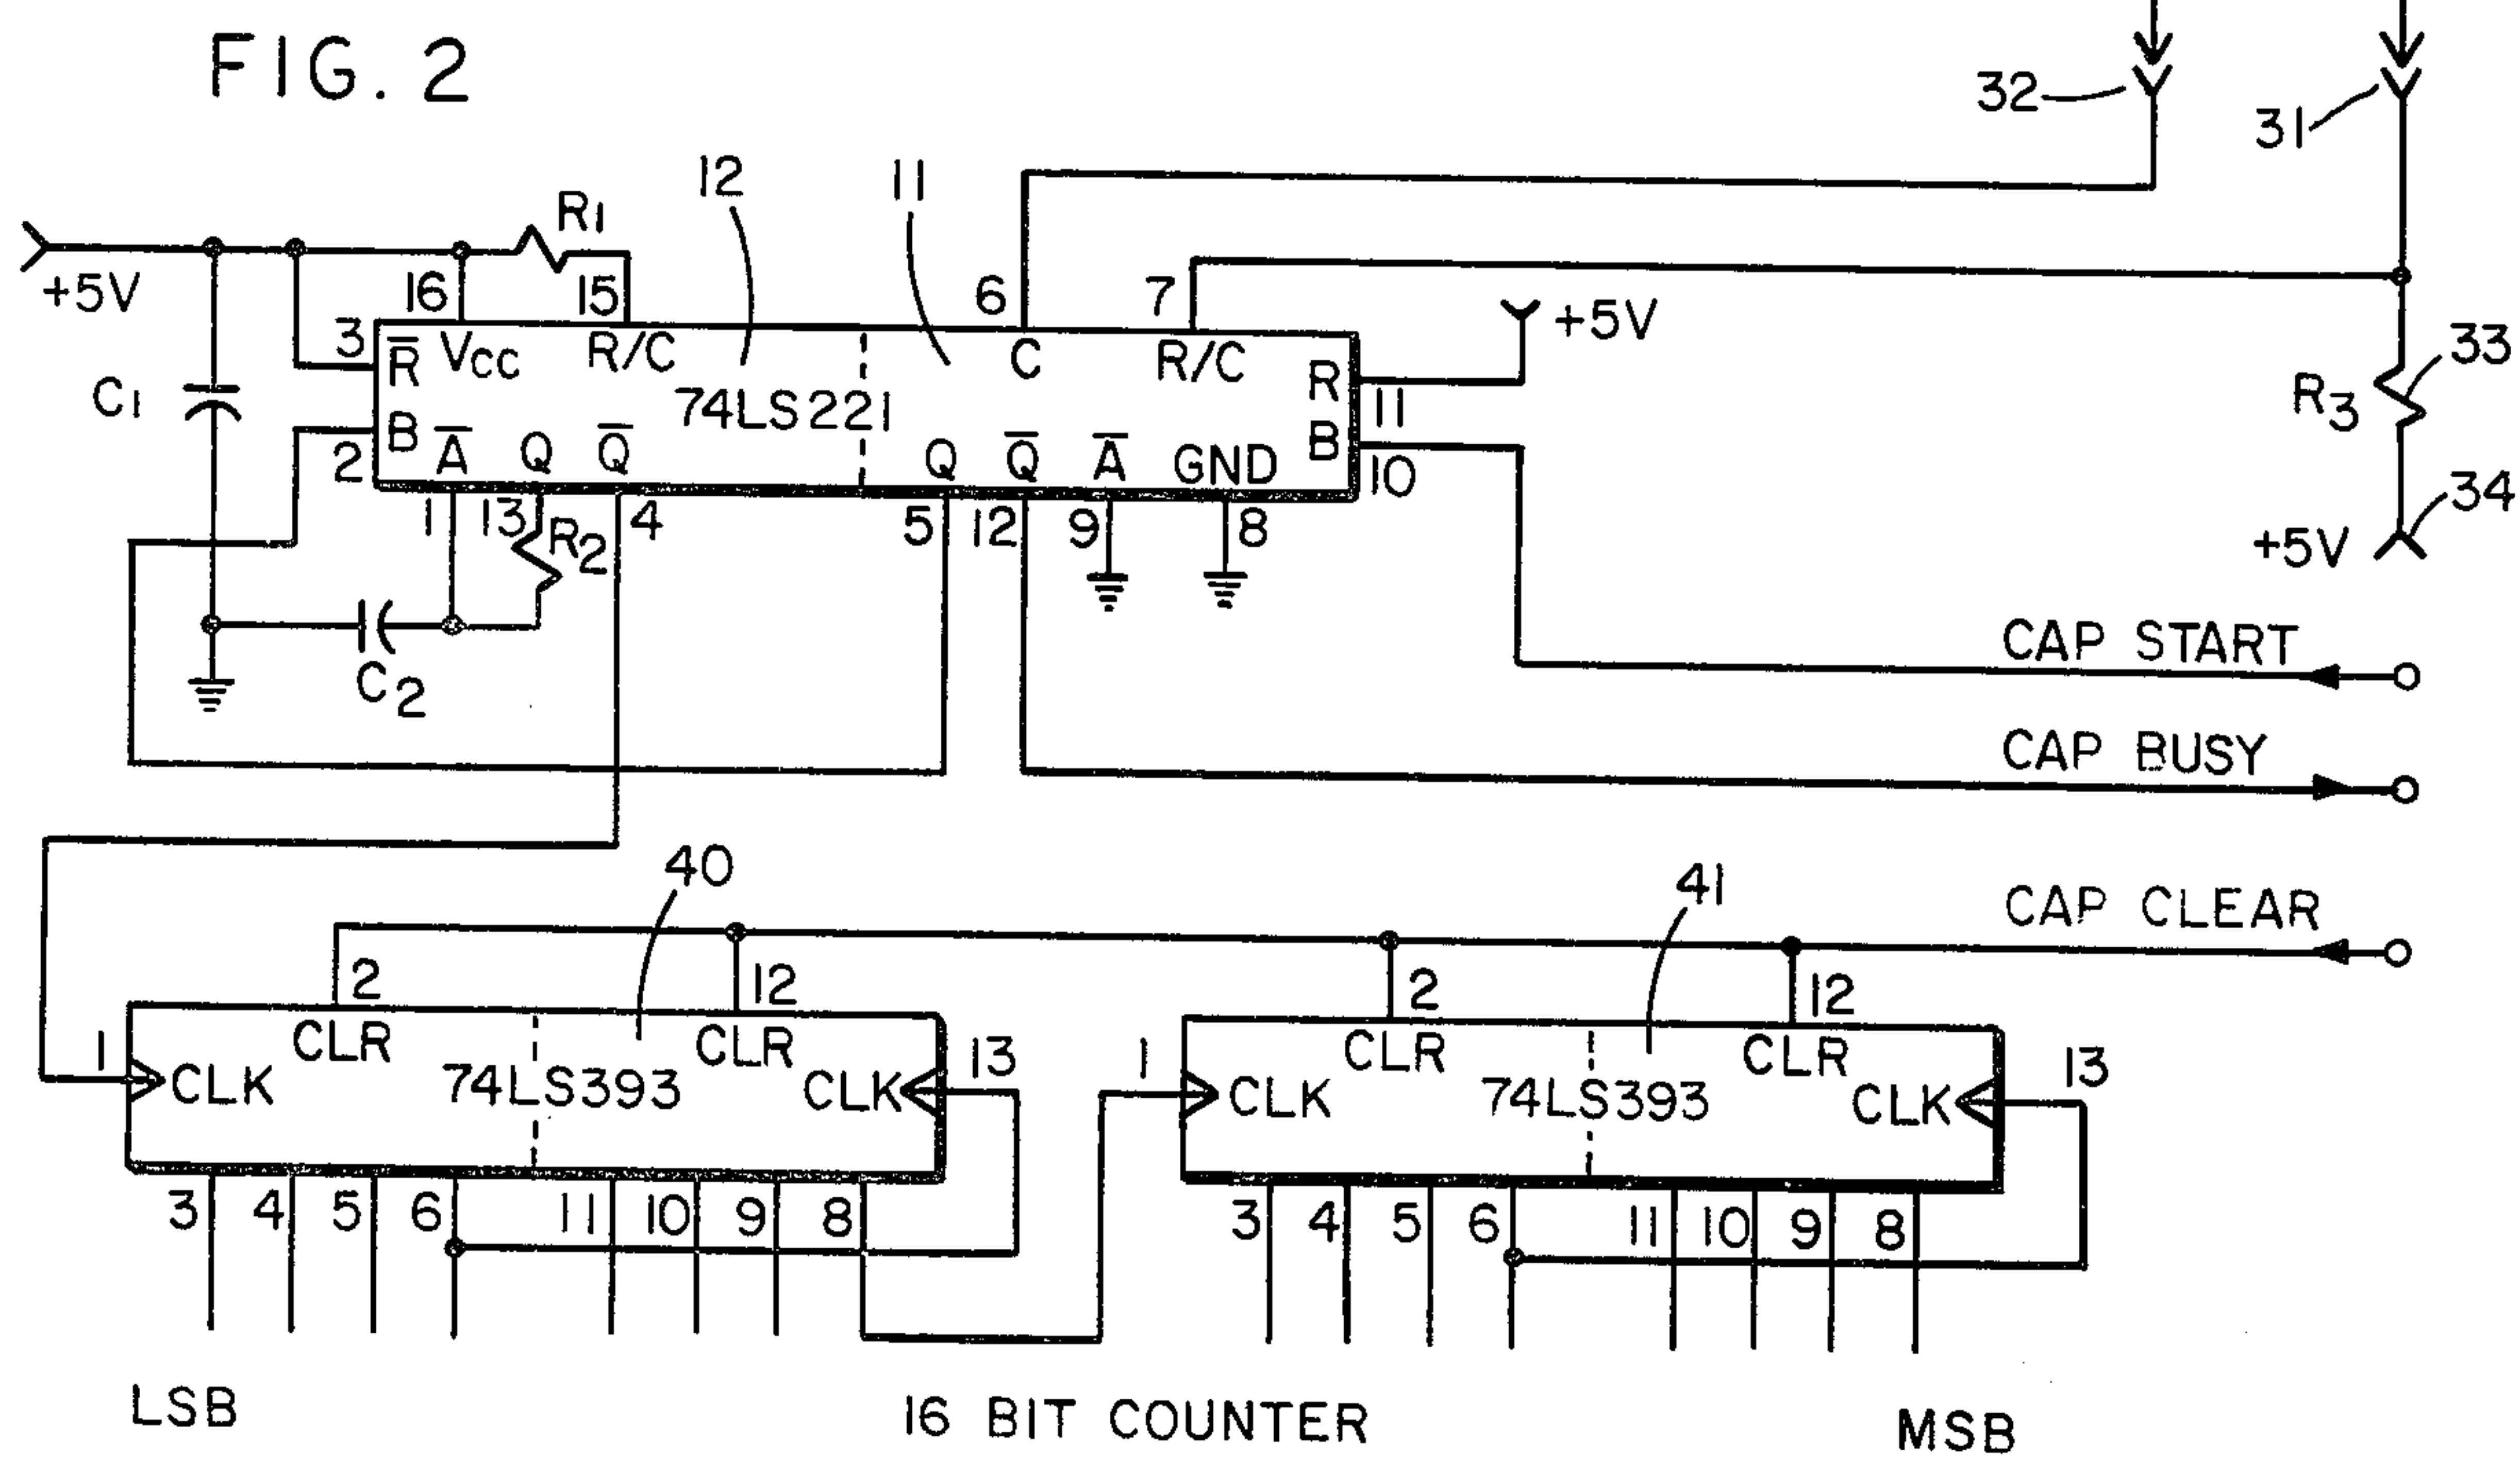 FIG. 2
32
31
12
11
R1
+5V
16
15
6
7
+5V
3
R̅
VCC
R/C
C
R/C
R
11
33
C1
74LS221
R3
2
B
A̅
Q
Q̅
Q
Q̅
A̅
GND
B
10
34
1
13
R2
4
5
12
9
8
+5V
C2
CAP START
CAP BUSY
40
41
CAP CLEAR
2
12
2
12
1
CLR
CLR
13
1
CLR
CLR
13
CLK
74LS393
CLK
CLK
74LS393
CLK
3
4
5
6
11
10
9
8
3
4
5
6
11
10
9
8
LSB
16 BIT COUNTER
MSB